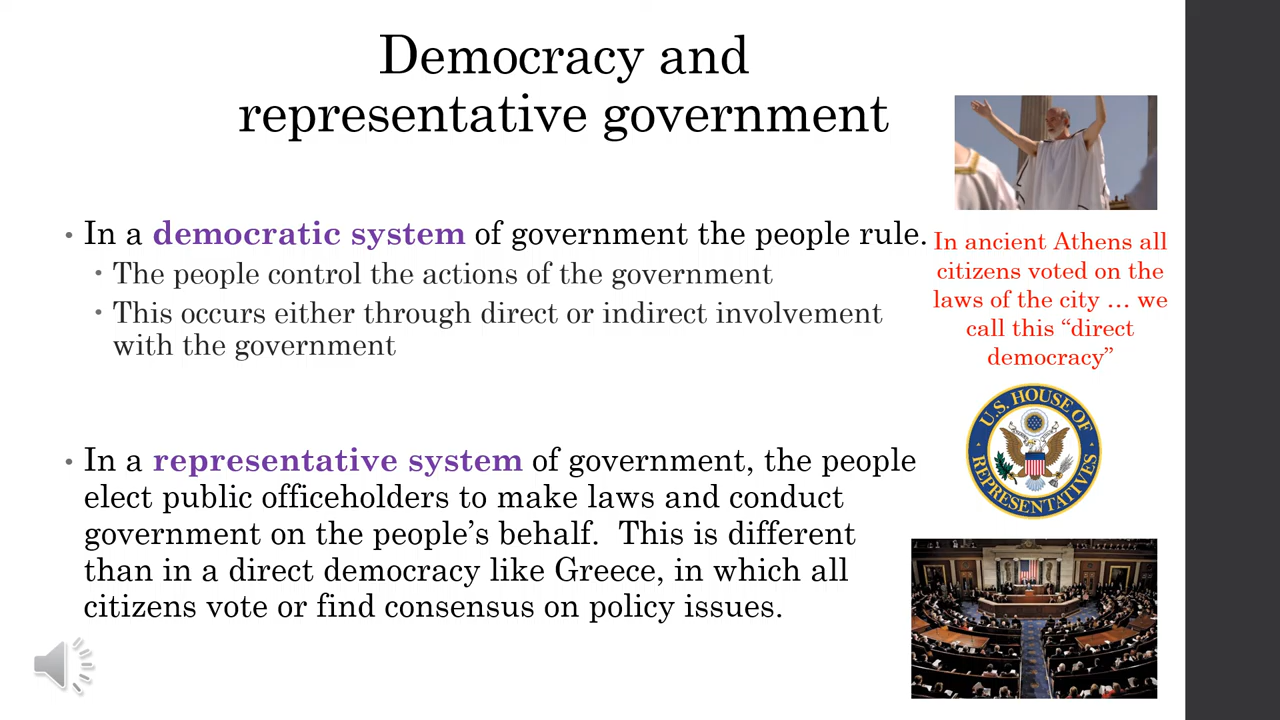 Democracy and
representative government
• In a democratic system of government the people rule.
• The people control the actions of the government
• This occurs either through direct or indirect involvement
with the government
• In a representative system of government, the people
elect public officeholders to make laws and conduct
government on the people’s behalf.  This is different
than in a direct democracy like Greece, in which all
citizens vote or find consensus on policy issues.
In ancient Athens all
citizens voted on the
laws of the city … we
call this “direct
democracy”
U.S. HOUSE OF
REPRESENTATIVES